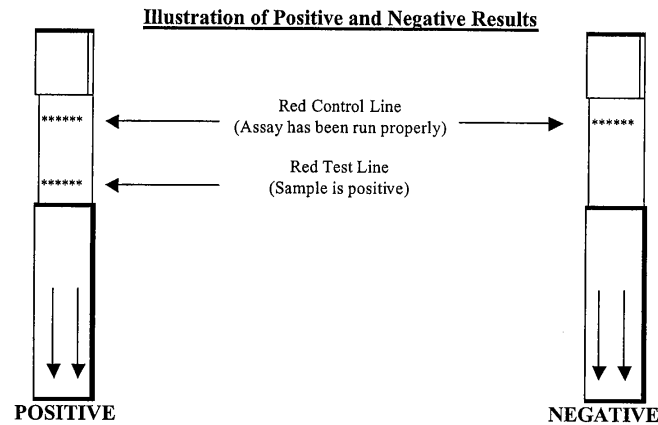 Illustration of Positive and Negative Results
******
Red Control Line
(Assay has been run properly)
******
******
Red Test Line
(Sample is positive)
POSITIVE
NEGATIVE